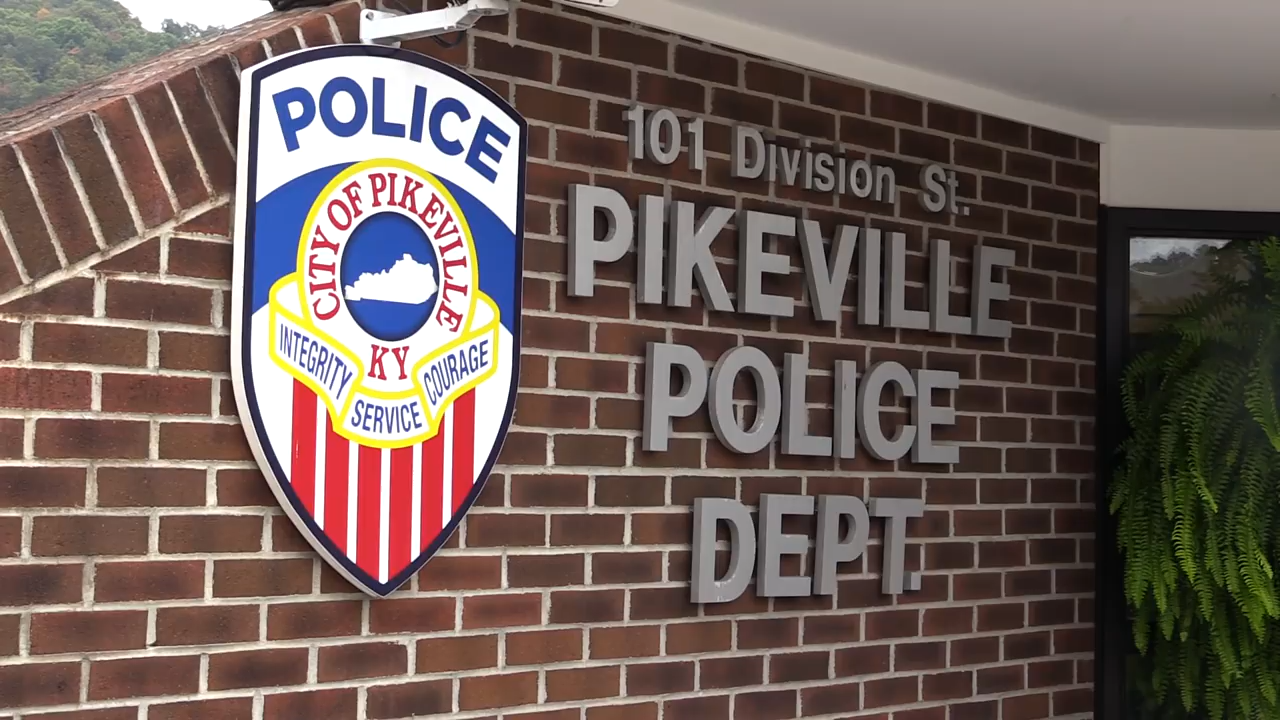 POLICE
CITY OF PIKEVILLE
KY
INTEGRITY
SERVICE
COURAGE
101 Division St.
PIKEVILLE
POLICE
DEPT.